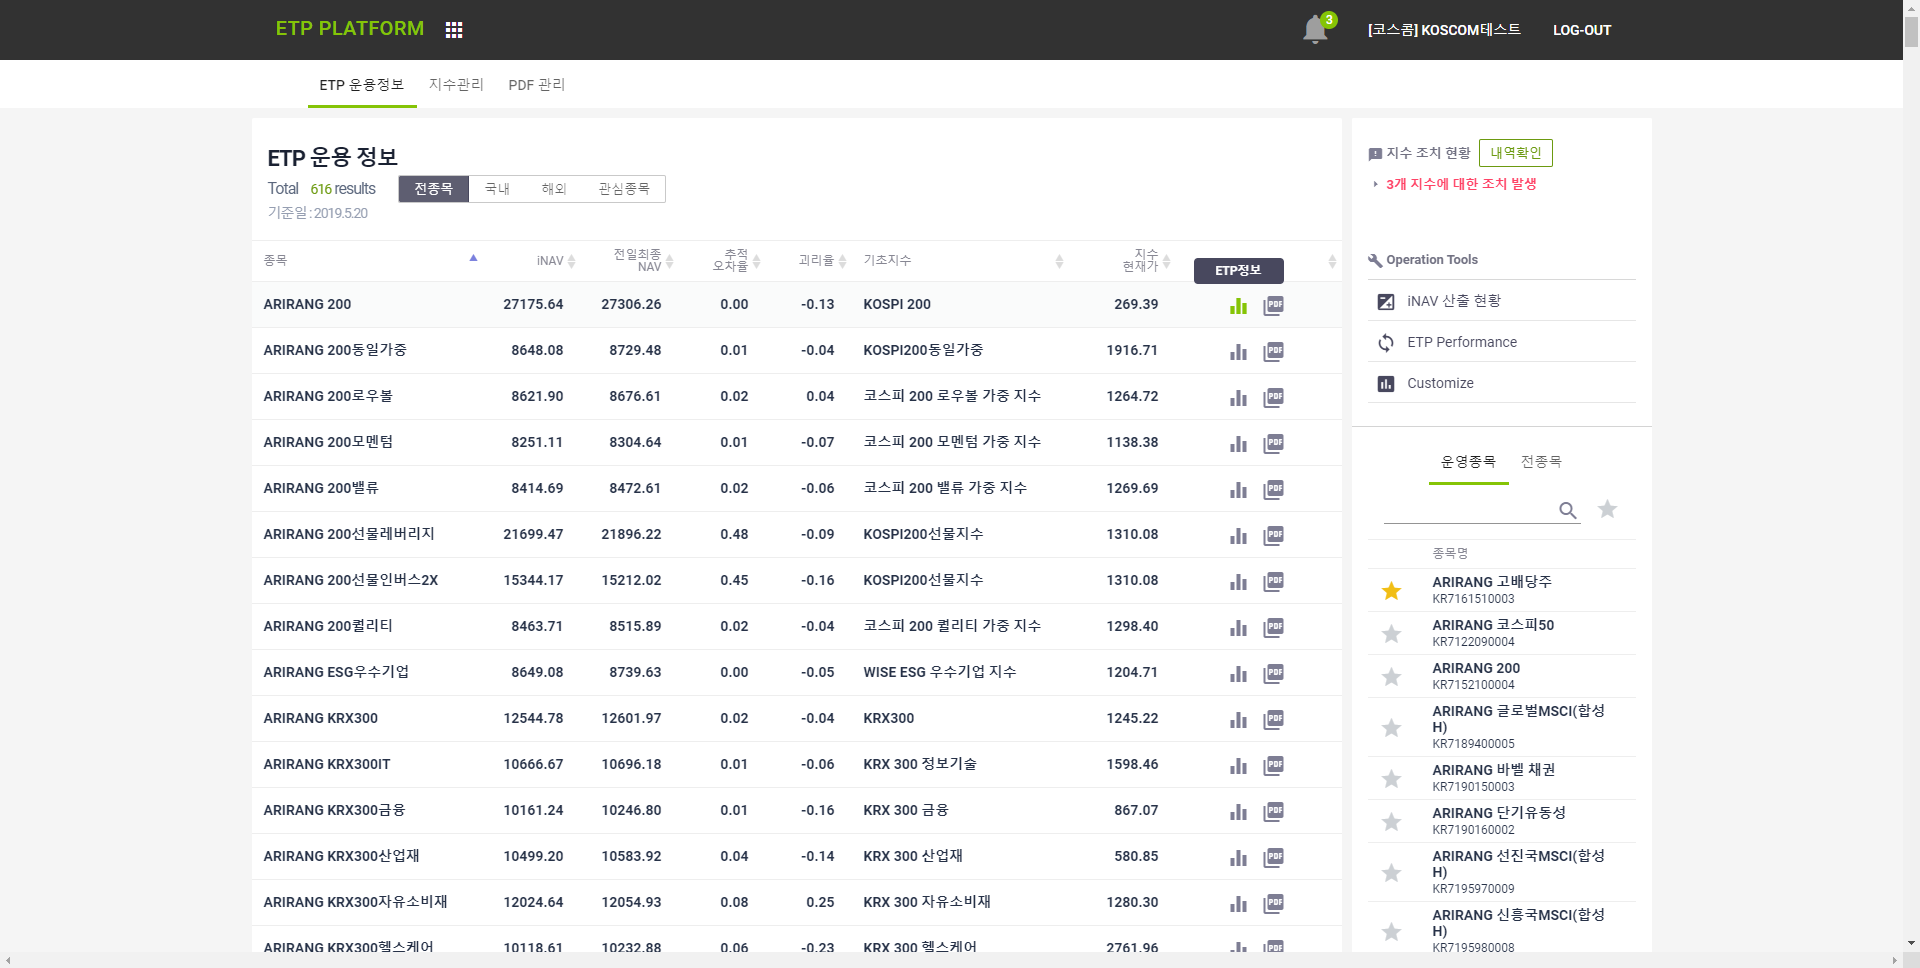 ETP PLATFORM
3
[코스콤] KOSCOM테스트
LOG-OUT
ETP 운용정보 지수관리 PDF 관리
ETP 운용 정보
Total 616 results
전종목 국내 해외 관심종목
기준일 : 2019.5.20
종목 iNAV 전일최종 NAV 추적 오차율 괴리율 기초지수 지수 현재가 ETP정보
ARIRANG 200 27175.64 27306.26 0.00 -0.13 KOSPI 200 269.39 PDF
ARIRANG 200동일가중 8648.08 8729.48 0.01 -0.04 KOSPI200동일가중 1916.71 PDF
ARIRANG 200로우볼 8621.90 8676.61 0.02 0.04 코스피 200 로우볼 가중 지수 1264.72 PDF
ARIRANG 200모멘텀 8251.11 8304.64 0.01 -0.07 코스피 200 모멘텀 가중 지수 1138.38 PDF
ARIRANG 200밸류 8414.69 8472.61 0.02 -0.06 코스피 200 밸류 가중 지수 1269.69 PDF
ARIRANG 200선물레버리지 21699.47 21896.22 0.48 -0.09 KOSPI200선물지수 1310.08 PDF
ARIRANG 200선물인버스2X 15344.17 15212.02 0.45 -0.16 KOSPI200선물지수 1310.08 PDF
ARIRANG 200퀄리티 8463.71 8515.89 0.02 -0.04 코스피 200 퀄리티 가중 지수 1298.40 PDF
ARIRANG ESG우수기업 8649.08 8739.63 0.00 -0.05 WISE ESG 우수기업 지수 1204.71 PDF
ARIRANG KRX300 12544.78 12601.97 0.02 -0.04 KRX300 1245.22 PDF
ARIRANG KRX300IT 10666.67 10696.18 0.01 -0.06 KRX 300 정보기술 1598.46 PDF
ARIRANG KRX300금융 10161.24 10246.80 0.01 -0.16 KRX 300 금융 867.07 PDF
ARIRANG KRX300산업재 10499.20 10583.92 0.04 -0.14 KRX 300 산업재 580.85 PDF
ARIRANG KRX300자유소비재 12024.64 12054.93 0.08 0.25 KRX 300 자유소비재 1280.30 PDF
ARIRANG KRX300헬스케어 10118.61 10232.88 0.06 -0.23 KRX 300 헬스케어 2761.96 PDF
지수 조치 현황 내역확인
3개 지수에 대한 조치 발생
Operation Tools
iNAV 산출 현황
ETP Performance
Customize
운영종목 전종목
종목명
ARIRANG 고배당주
KR7161510003
ARIRANG 코스피50
KR7122090004
ARIRANG 200
KR7152100004
ARIRANG 글로벌MSCI(합성
H)
KR7189400005
ARIRANG 바벨 채권
KR7190150003
ARIRANG 단기유동성
KR7190160002
ARIRANG 선진국MSCI(합성
H)
KR7195970009
ARIRANG 신흥국MSCI(합성
H)
KR7195980008